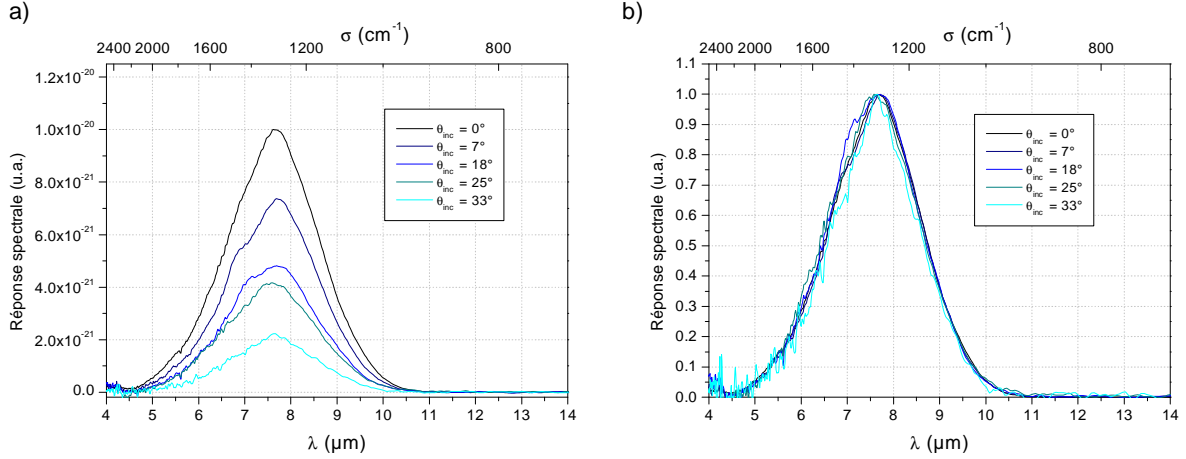 a)
σ (cm⁻¹)
2400 2000 1600 1200 800
Réponse spectrale (u.a.)
1.2x10⁻²⁰
1.0x10⁻²⁰
8.0x10⁻²¹
6.0x10⁻²¹
4.0x10⁻²¹
2.0x10⁻²¹
0.0
θinc = 0°
θinc = 7°
θinc = 18°
θinc = 25°
θinc = 33°
4 5 6 7 8 9 10 11 12 13 14
λ (µm)
b)
σ (cm⁻¹)
2400 2000 1600 1200 800
Réponse spectrale (u.a.)
1.1
1.0
0.9
0.8
0.7
0.6
0.5
0.4
0.3
0.2
0.1
0.0
θinc = 0°
θinc = 7°
θinc = 18°
θinc = 25°
θinc = 33°
4 5 6 7 8 9 10 11 12 13 14
λ (µm)